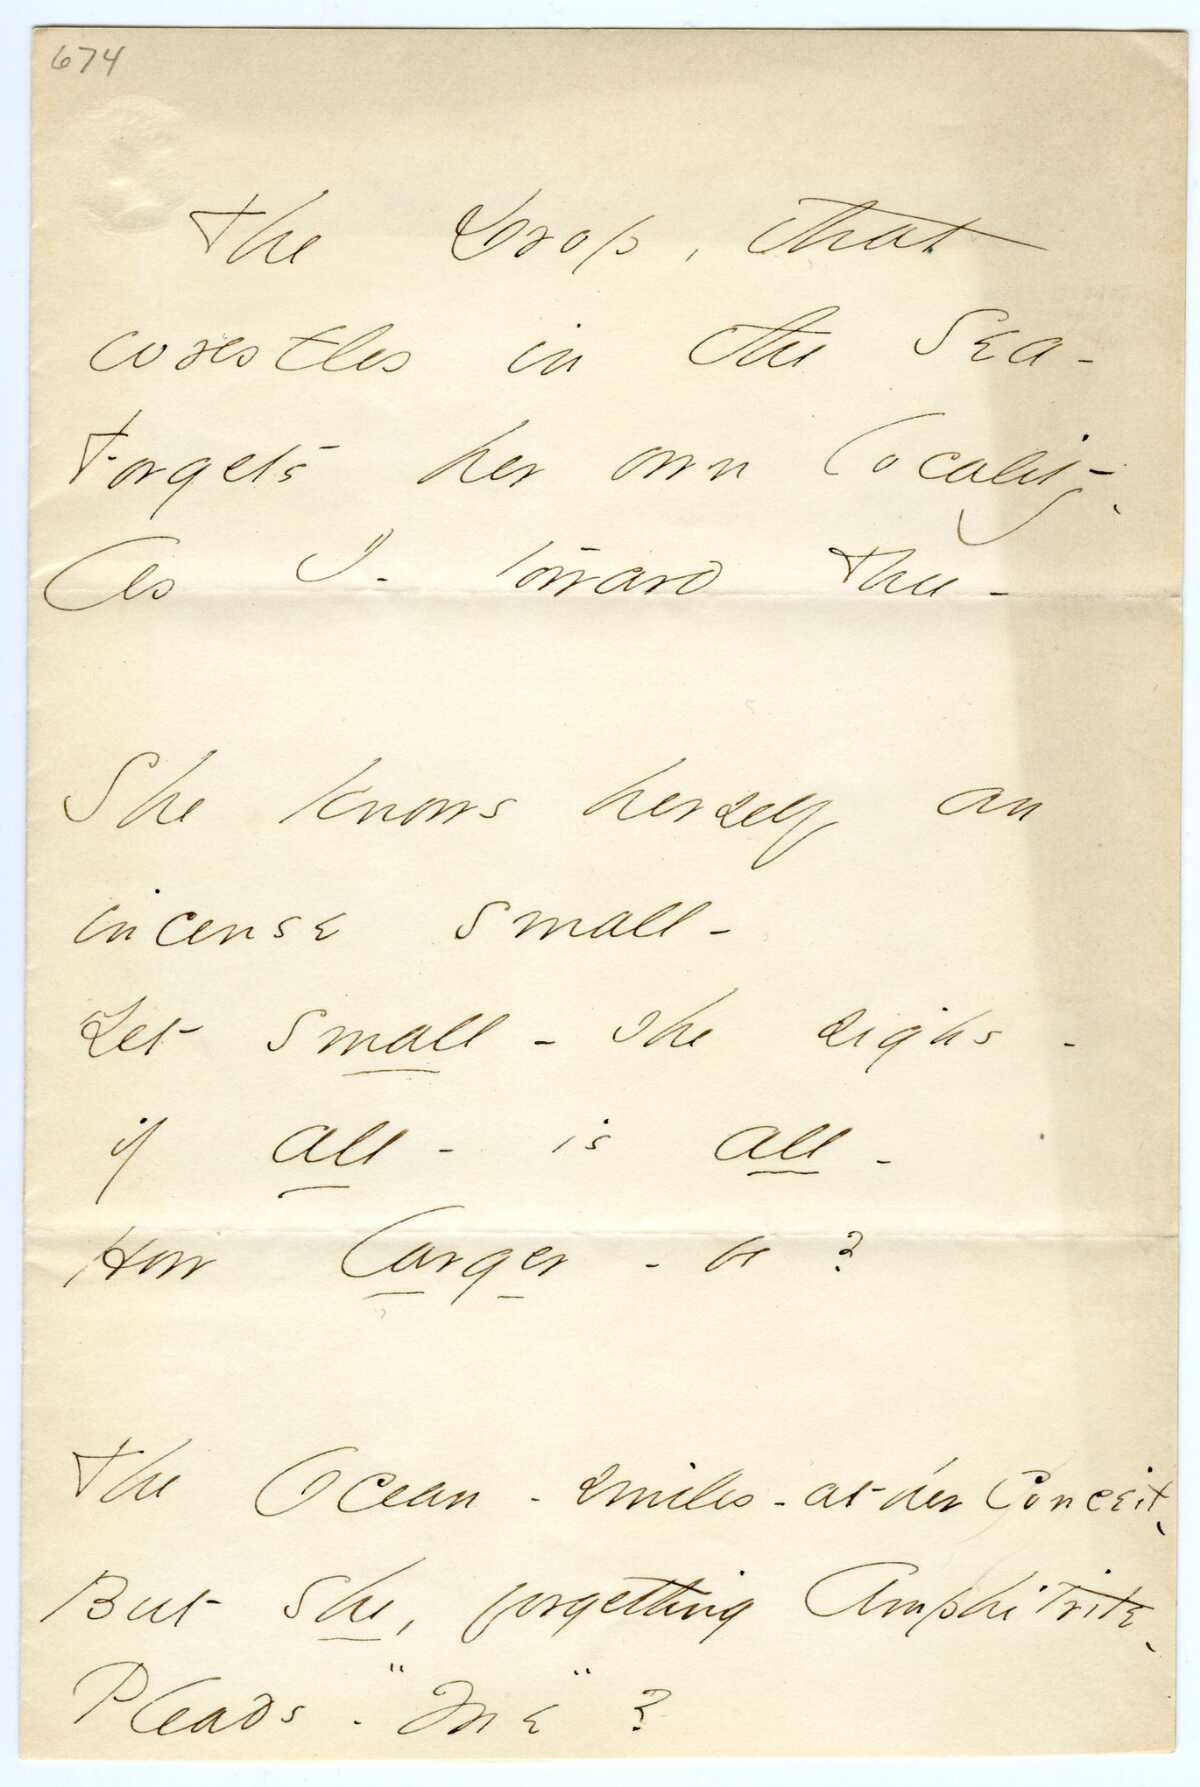 674
The Drop, that
wrestles in the Sea -
Forgets her own locality,
As I - toward Thee -
She knows herself an
incense small -
Yet small - she sighs -
if all - is all -
How larger - be?
The Ocean - smiles - at her Conceit,
But she, forgetting Amphitrite,
Pleads - "Me"?